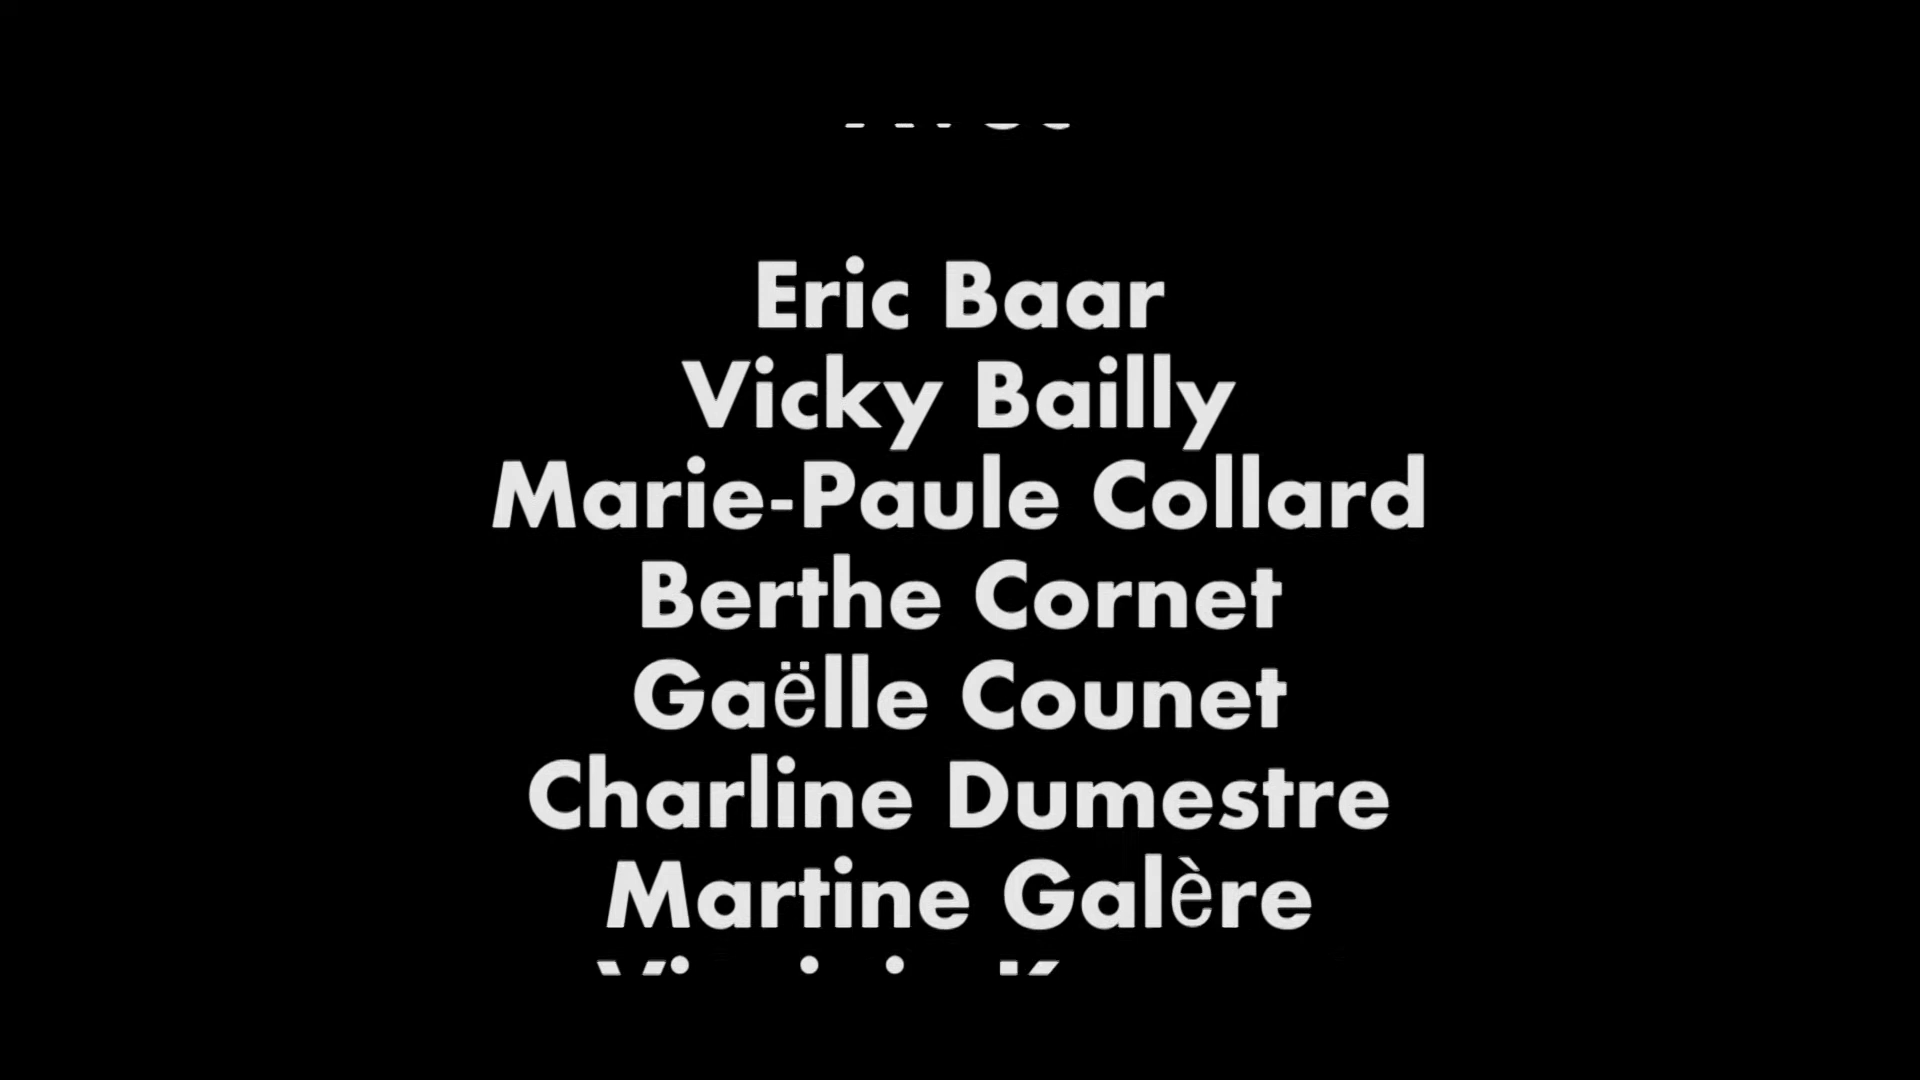 Eric Baar
Vicky Bailly
Marie-Paule Collard
Berthe Cornet
Gaëlle Counet
Charline Dumestre
Martine Galère